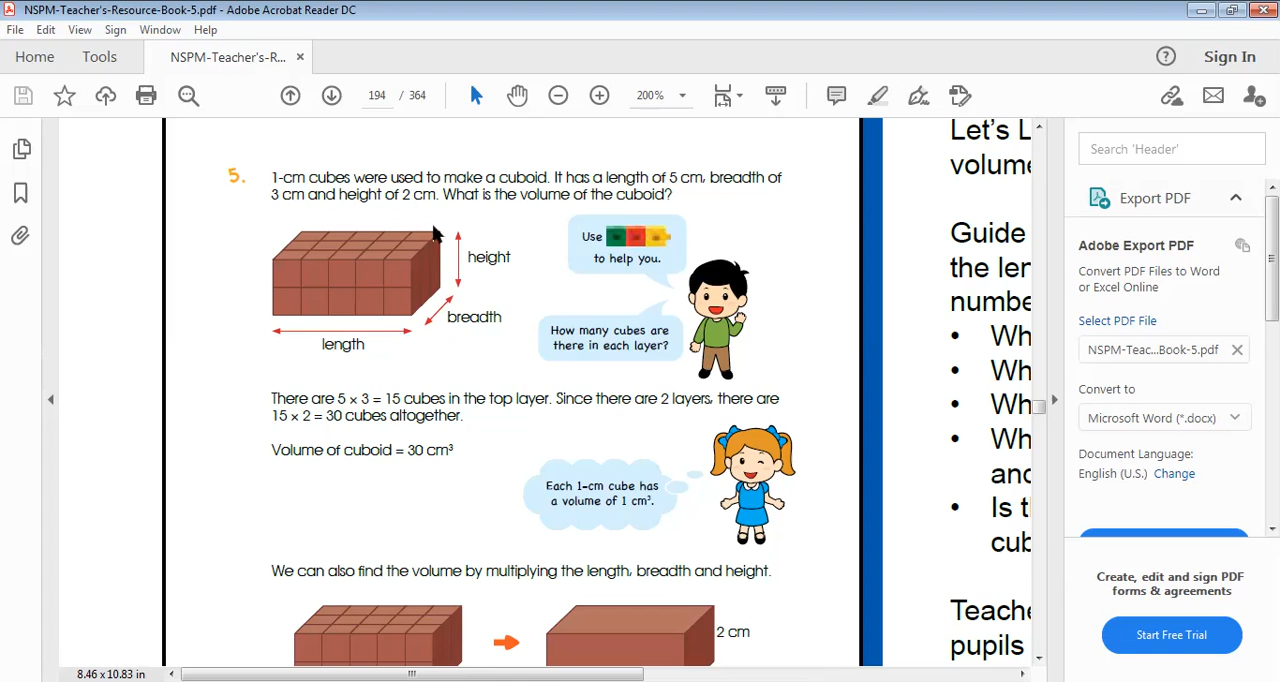 NSPM-Teacher's-Resource-Book-5.pdf - Adobe Acrobat Reader DC
File Edit View Sign Window Help
Home Tools NSPM-Teacher's-R... × Sign In
194 / 364 200%
5. 1-cm cubes were used to make a cuboid. It has a length of 5 cm, breadth of
3 cm and height of 2 cm. What is the volume of the cuboid?
Use
to help you.
height
breadth
length
How many cubes are
there in each layer?
There are 5 × 3 = 15 cubes in the top layer. Since there are 2 layers, there are
15 × 2 = 30 cubes altogether.
Volume of cuboid = 30 cm³
Each 1-cm cube has
a volume of 1 cm³.
We can also find the volume by multiplying the length, breadth and height.
2 cm
Let's L
volume
Guide
the len
numbe
• Wh
• Wh
• Wh
• Wh
and
• Is t
cub
Teache
pupils
Search 'Header'
Export PDF
Adobe Export PDF
Convert PDF Files to Word
or Excel Online
Select PDF File
NSPM-Teac...Book-5.pdf ×
Convert to
Microsoft Word (*.docx)
Document Language:
English (U.S.) Change
Create, edit and sign PDF
forms & agreements
Start Free Trial
8.46 x 10.83 in